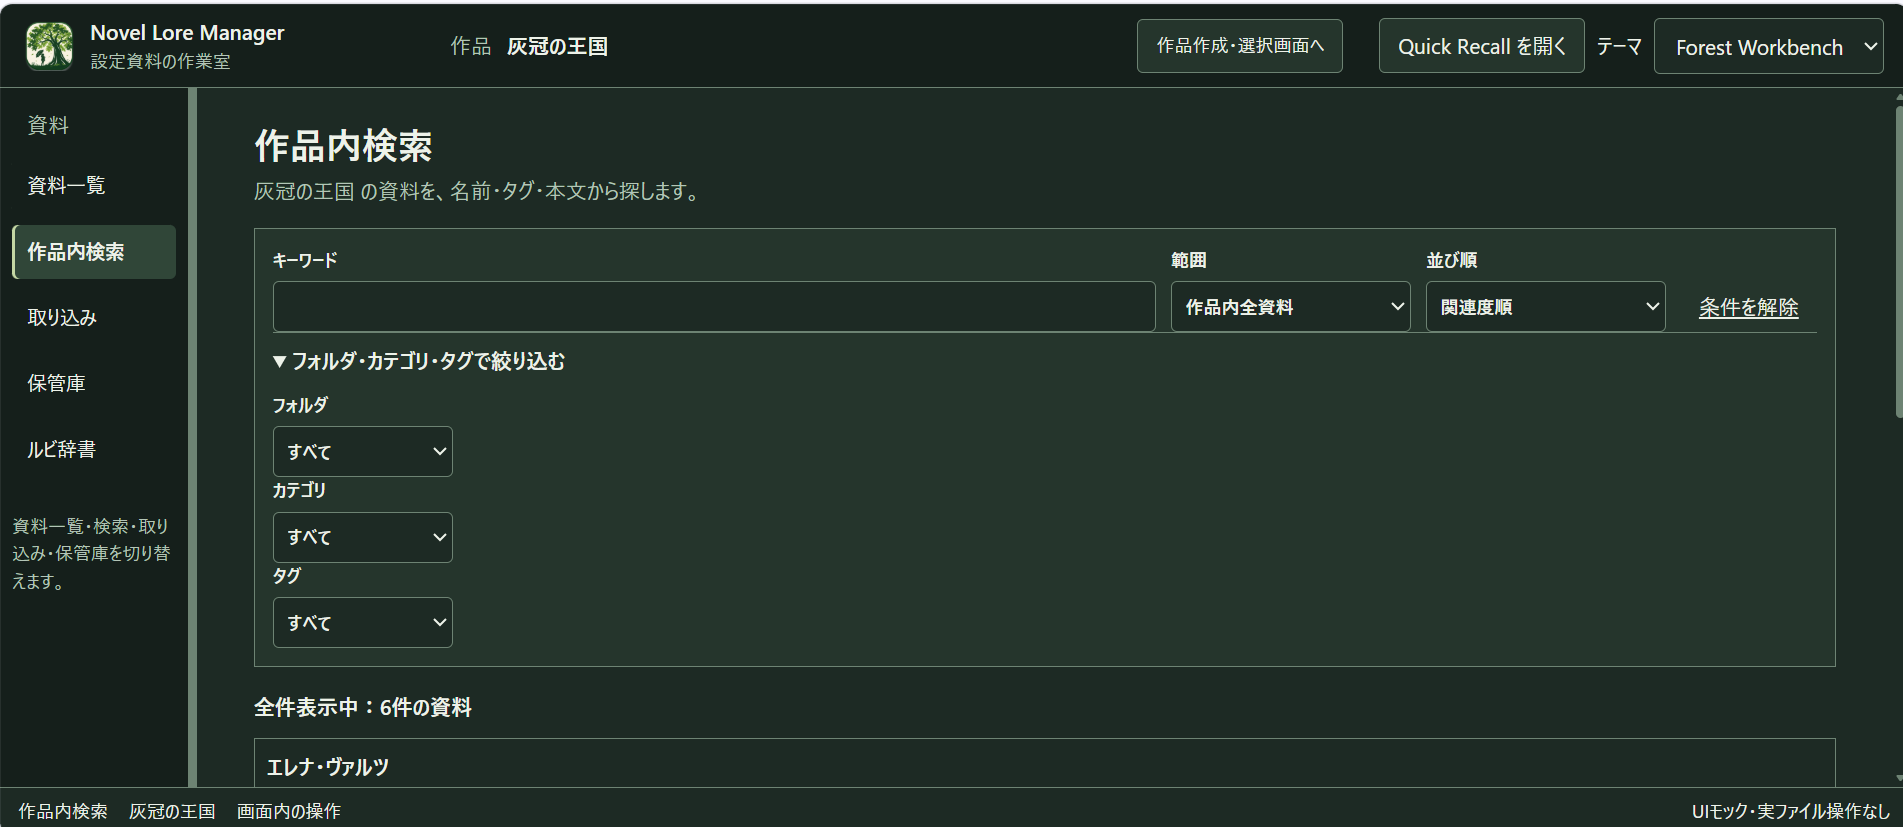 Novel Lore Manager
設定資料の作業室
作品 灰冠の王国
作品作成・選択画面へ
Quick Recall を開く
テーマ
Forest Workbench
資料
資料一覧
作品内検索
取り込み
保管庫
ルビ辞書
資料一覧・検索・取り
込み・保管庫を切り替
えます。
作品内検索
灰冠の王国 の資料を、名前・タグ・本文から探します。
キーワード
範囲
作品内全資料
並び順
関連度順
条件を解除
▼フォルダ・カテゴリ・タグで絞り込む
フォルダ
すべて
カテゴリ
すべて
タグ
すべて
全件表示中：6件の資料
エレナ・ヴァルツ
作品内検索 灰冠の王国 画面内の操作
UIモック・実ファイル操作なし